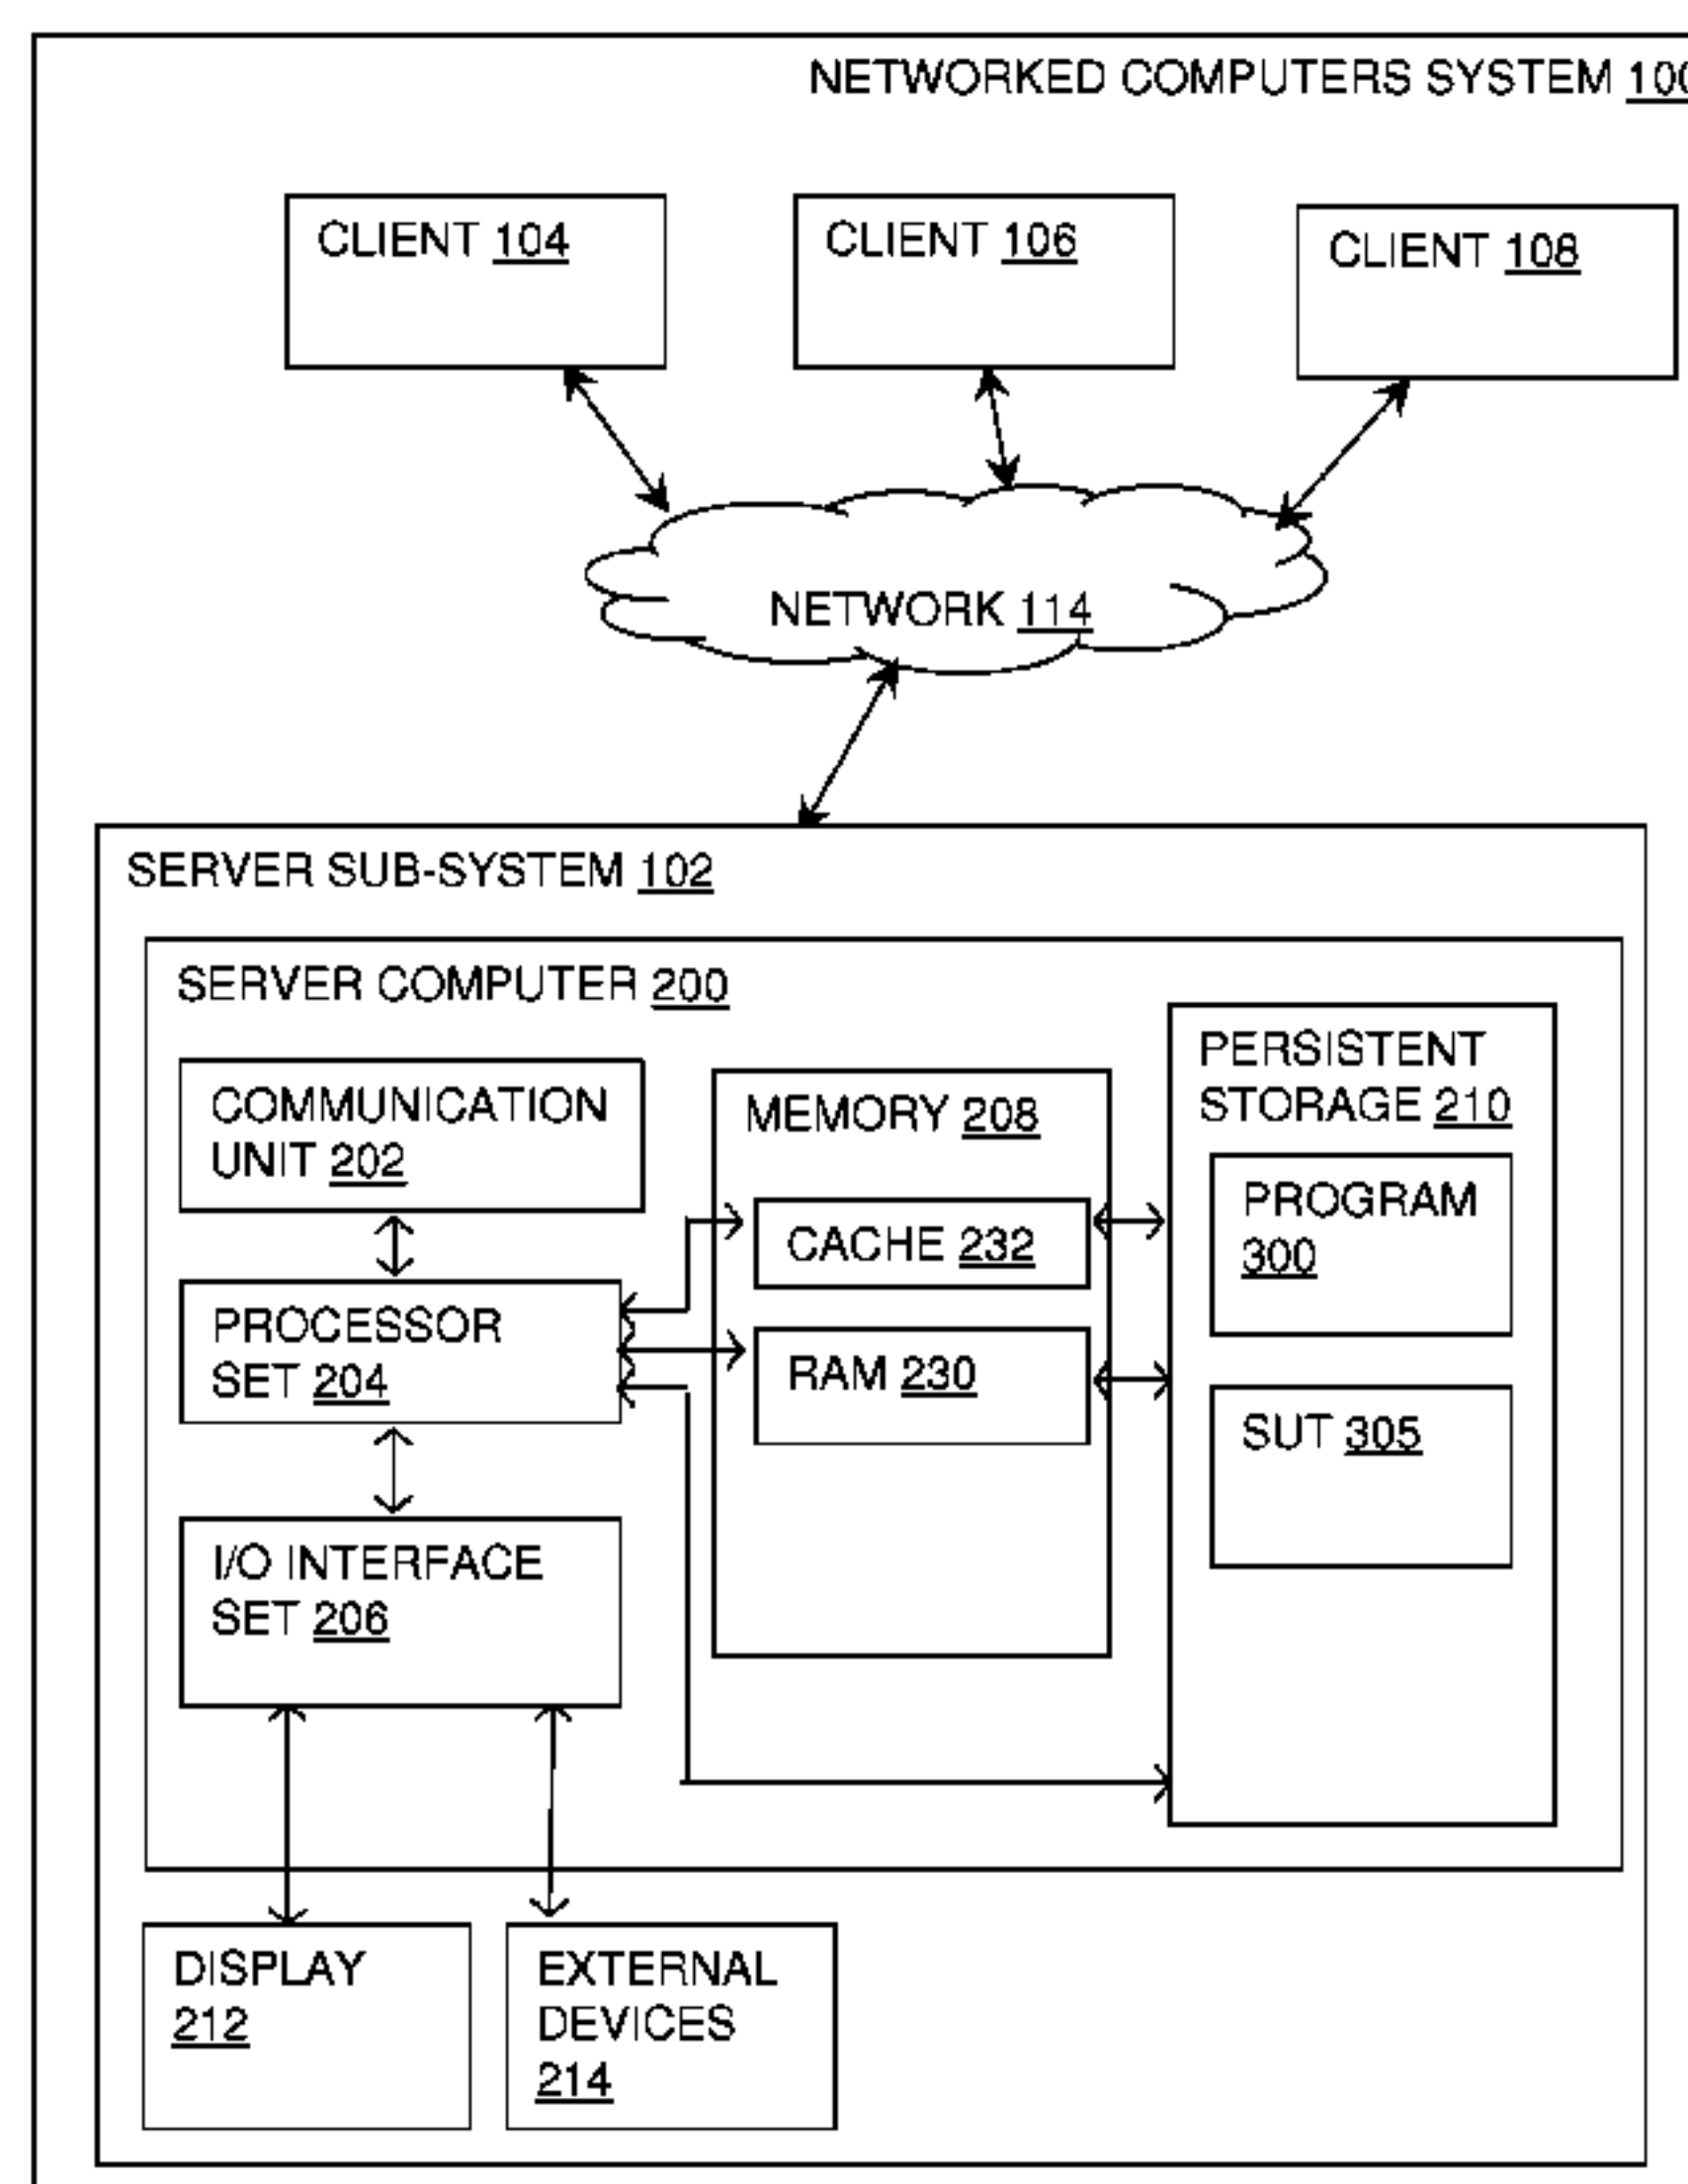 NETWORKED COMPUTERS SYSTEM 100
CLIENT 104
CLIENT 106
CLIENT 108
NETWORK 114
SERVER SUB-SYSTEM 102
SERVER COMPUTER 200
COMMUNICATION
UNIT 202
PROCESSOR
SET 204
I/O INTERFACE
SET 206
MEMORY 208
CACHE 232
RAM 230
PERSISTENT
STORAGE 210
PROGRAM
300
SUT 305
DISPLAY
212
EXTERNAL
DEVICES
214